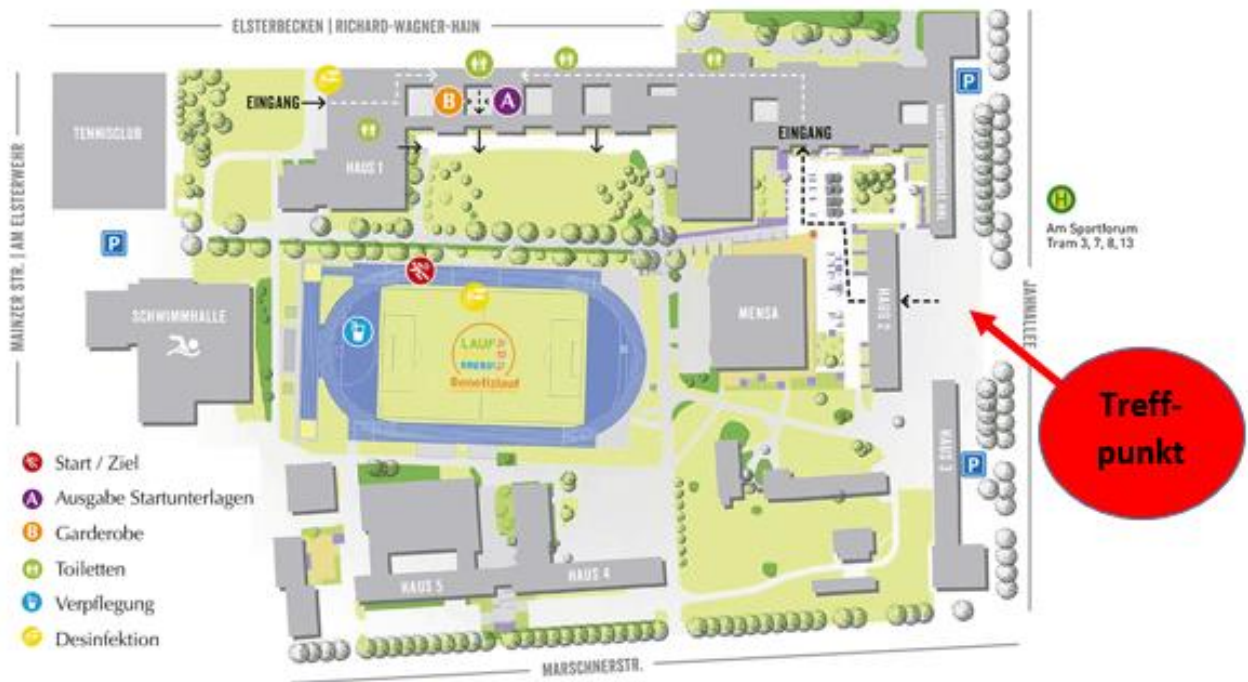 ELSTERBECKEN | RICHARD-WAGNER-HAIN
MAINZER STR. | AM ELSTERWEHR
TENNISCLUB
EINGANG
B
A
HAUS 1
EINGANG
P
H
Am Sportforum
Tram 3, 7, 8, 13
JAHNALLEE
P
SCHWIMMHALLE
LAUF
Benefizlauf
MENSA
HAUS 2
Treff-
punkt
HAUS 3
P
Start / Ziel
A
Ausgabe Startunterlagen
B
Garderobe
Toiletten
Verpflegung
Desinfektion
HAUS 5
HAUS 4
MARSCHNERSTR.